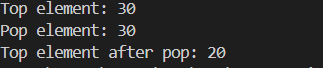 Top element: 30
Pop element: 30
Top element after pop: 20